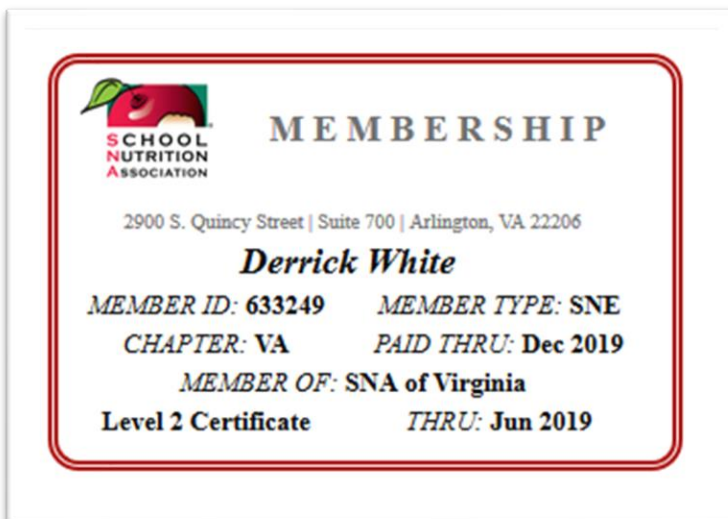 SCHOOL
NUTRITION
ASSOCIATION
MEMBERSHIP
2900 S. Quincy Street | Suite 700 | Arlington, VA 22206
Derrick White
MEMBER ID: 633249 MEMBER TYPE: SNE
CHAPTER: VA PAID THRU: Dec 2019
MEMBER OF: SNA of Virginia
Level 2 Certificate THRU: Jun 2019